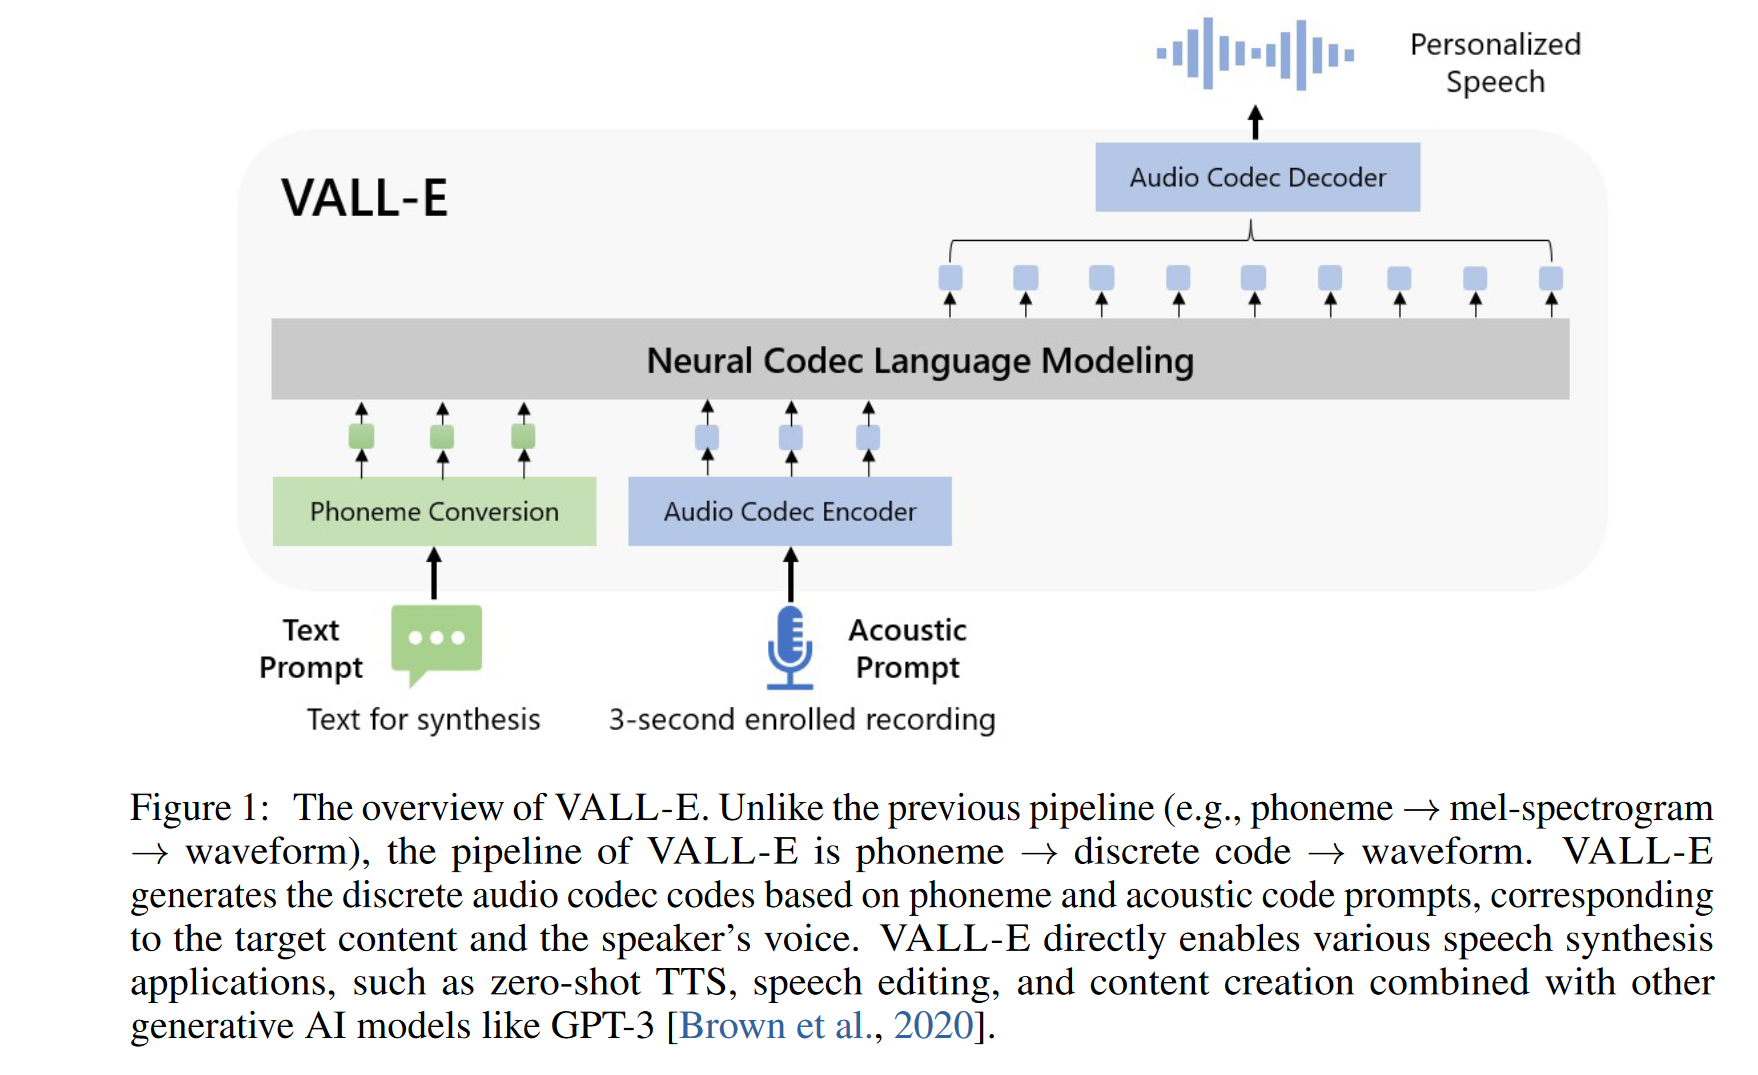 Personalized
Speech
Audio Codec Decoder
VALL-E
Neural Codec Language Modeling
Phoneme Conversion
Audio Codec Encoder
Text
Prompt
Acoustic
Prompt
Text for synthesis
3-second enrolled recording
Figure 1: The overview of VALL-E. Unlike the previous pipeline (e.g., phoneme → mel-spectrogram
→ waveform), the pipeline of VALL-E is phoneme → discrete code → waveform. VALL-E
generates the discrete audio codec codes based on phoneme and acoustic code prompts, corresponding
to the target content and the speaker’s voice. VALL-E directly enables various speech synthesis
applications, such as zero-shot TTS, speech editing, and content creation combined with other
generative AI models like GPT-3 [Brown et al., 2020].